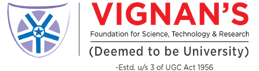 VIGNAN'S
Foundation for Science, Technology & Research
(Deemed to be University)
-Estd. u/s 3 of UGC Act 1956